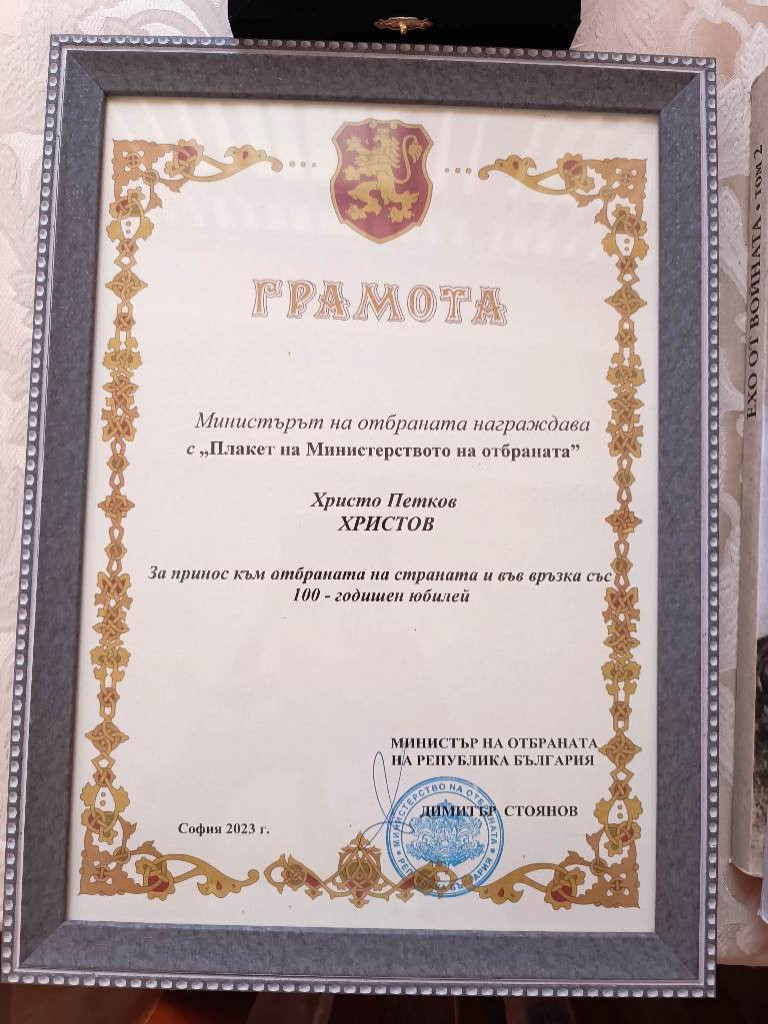 ГРАМОТА
Министърът на отбраната награждава
с „Плакет на Министерството на отбраната”
Христо Петков
ХРИСТОВ
За принос към отбраната на страната и във връзка със
100 - годишен юбилей
МИНИСТЪР НА ОТБРАНАТА
НА РЕПУБЛИКА БЪЛГАРИЯ
ДИМИТЪР СТОЯНОВ
София 2023 г.
МИНИСТЕРСТВО НА ОТБРАНАТА
РЕПУБЛИКА БЪЛГАРИЯ
ЕХО ОТ ВОЙНАТА • том 2